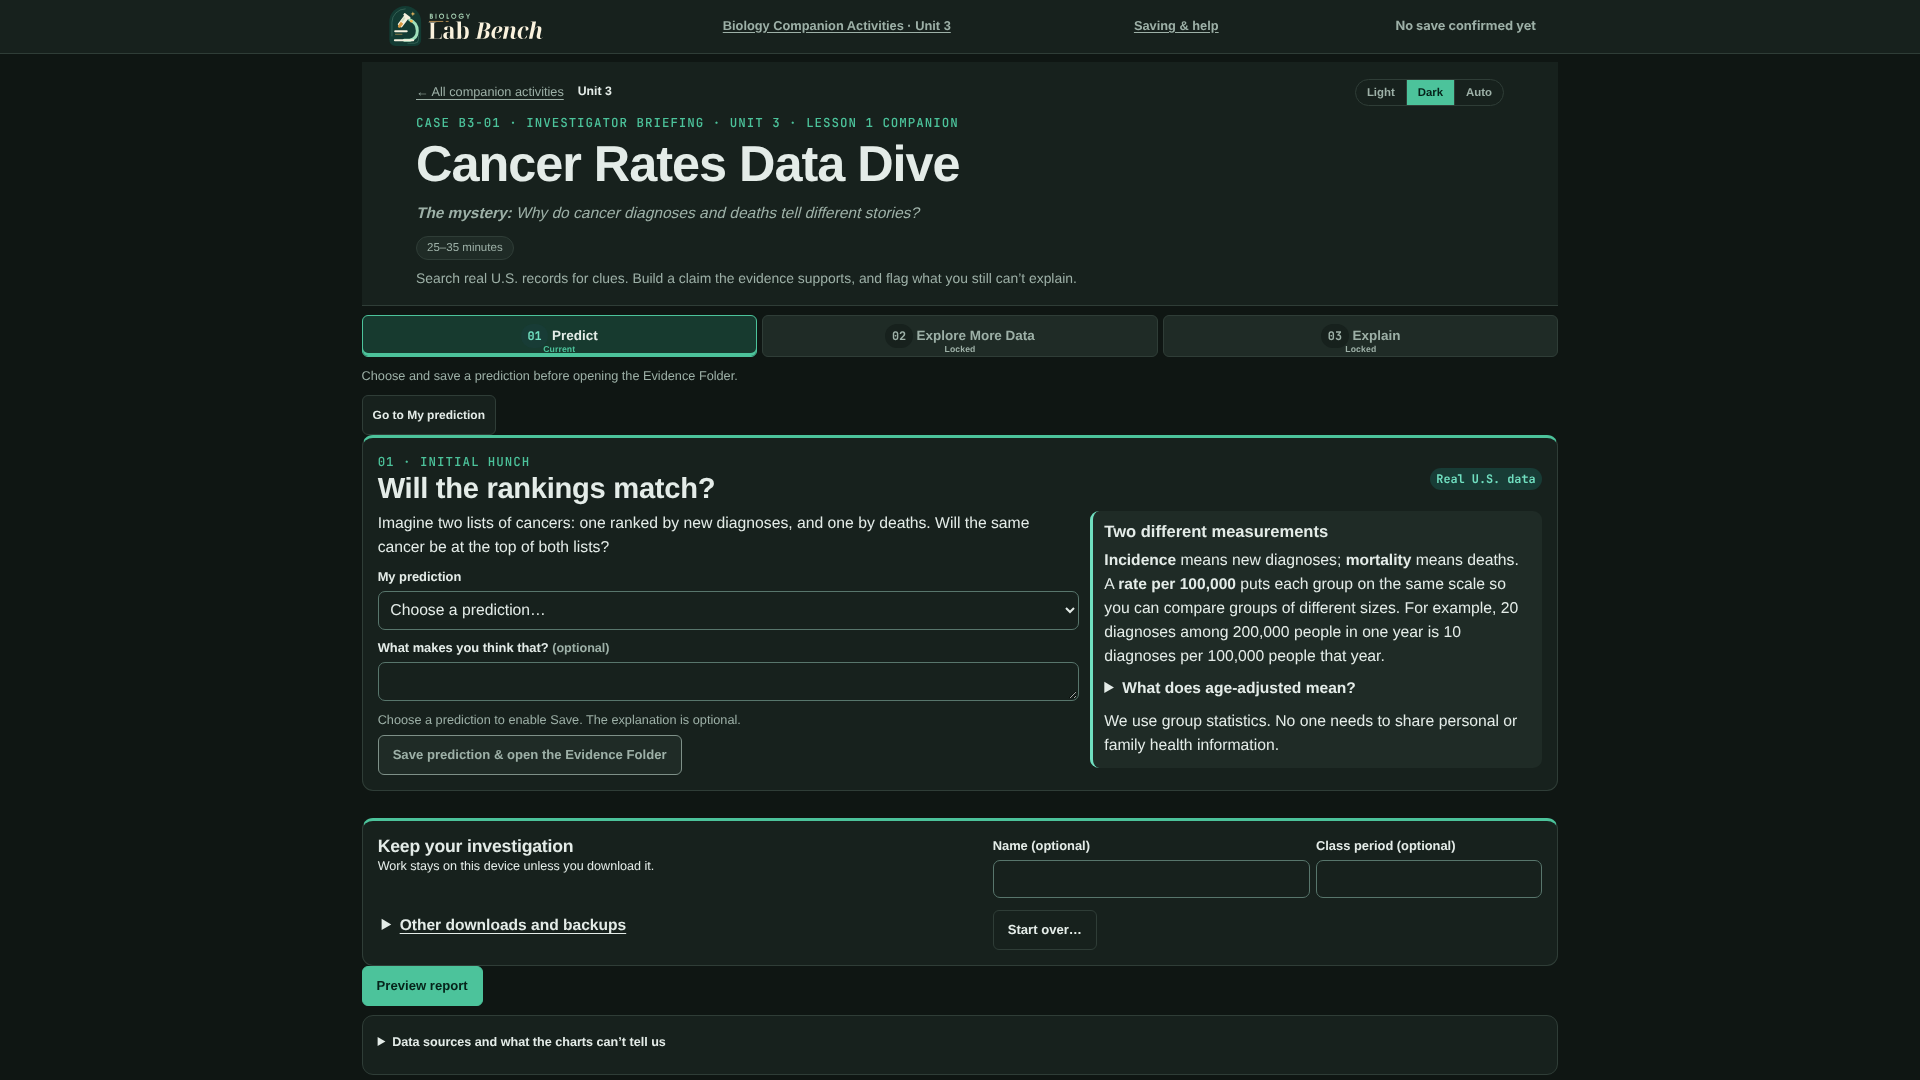 BIOLOGY
Lab Bench
Biology Companion Activities · Unit 3
Saving & help
No save confirmed yet
← All companion activities
Unit 3
Light
Dark
Auto
CASE B3-01 · INVESTIGATOR BRIEFING · UNIT 3 · LESSON 1 COMPANION
Cancer Rates Data Dive
The mystery: Why do cancer diagnoses and deaths tell different stories?
25–35 minutes
Search real U.S. records for clues. Build a claim the evidence supports, and flag what you still can’t explain.
01 Predict
Current
02 Explore More Data
Locked
03 Explain
Locked
Choose and save a prediction before opening the Evidence Folder.
Go to My prediction
01 · INITIAL HUNCH
Will the rankings match?
Real U.S. data
Imagine two lists of cancers: one ranked by new diagnoses, and one by deaths. Will the same
cancer be at the top of both lists?
My prediction
Choose a prediction…
What makes you think that? (optional)
Choose a prediction to enable Save. The explanation is optional.
Save prediction & open the Evidence Folder
Two different measurements
Incidence means new diagnoses; mortality means deaths.
A rate per 100,000 puts each group on the same scale so
you can compare groups of different sizes. For example, 20
diagnoses among 200,000 people in one year is 10
diagnoses per 100,000 people that year.
What does age-adjusted mean?
We use group statistics. No one needs to share personal or
family health information.
Keep your investigation
Work stays on this device unless you download it.
Name (optional)
Class period (optional)
Other downloads and backups
Start over…
Preview report
Data sources and what the charts can’t tell us